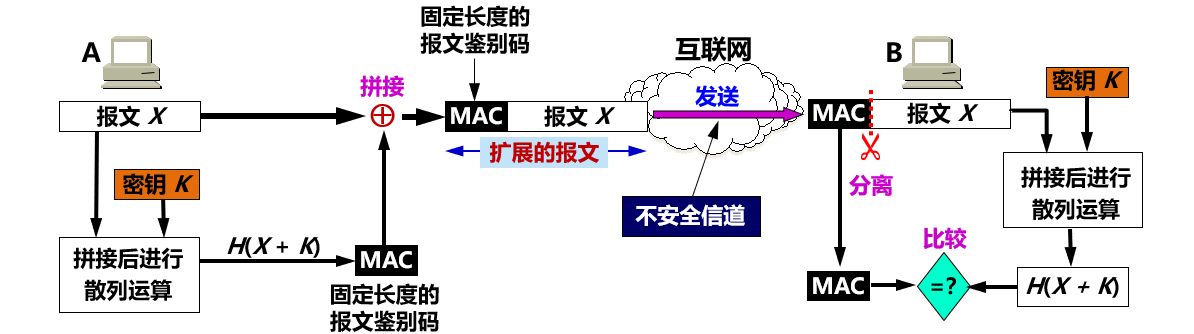 固定长度的
报文鉴别码
互联网
A
B
拼接
发送
密钥 K
报文 X
MAC 报文 X
MAC 报文 X
扩展的报文
分离
密钥 K
不安全信道
拼接后进行
散列运算
拼接后进行
散列运算
H(X + K)
MAC
固定长度的
报文鉴别码
比较
MAC
=?
H(X + K)